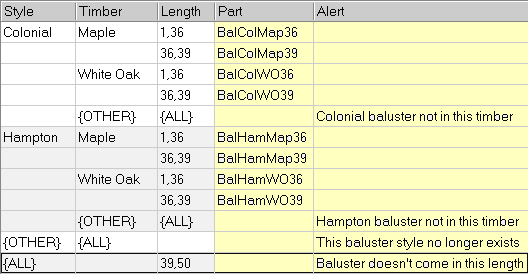 Style Timber Length Part Alert
Colonial Maple 1,36 BalColMap36
36,39 BalColMap39
White Oak 1,36 BalColWO36
36,39 BalColWO39
{OTHER} {ALL} Colonial baluster not in this timber
Hampton Maple 1,36 BalHamMap36
36,39 BalHamMap39
White Oak 1,36 BalHamWO36
36,39 BalHamWO39
{OTHER} {ALL} Hampton baluster not in this timber
{OTHER} {ALL} This baluster style no longer exists
{ALL} 39,50 Baluster doesn't come in this length